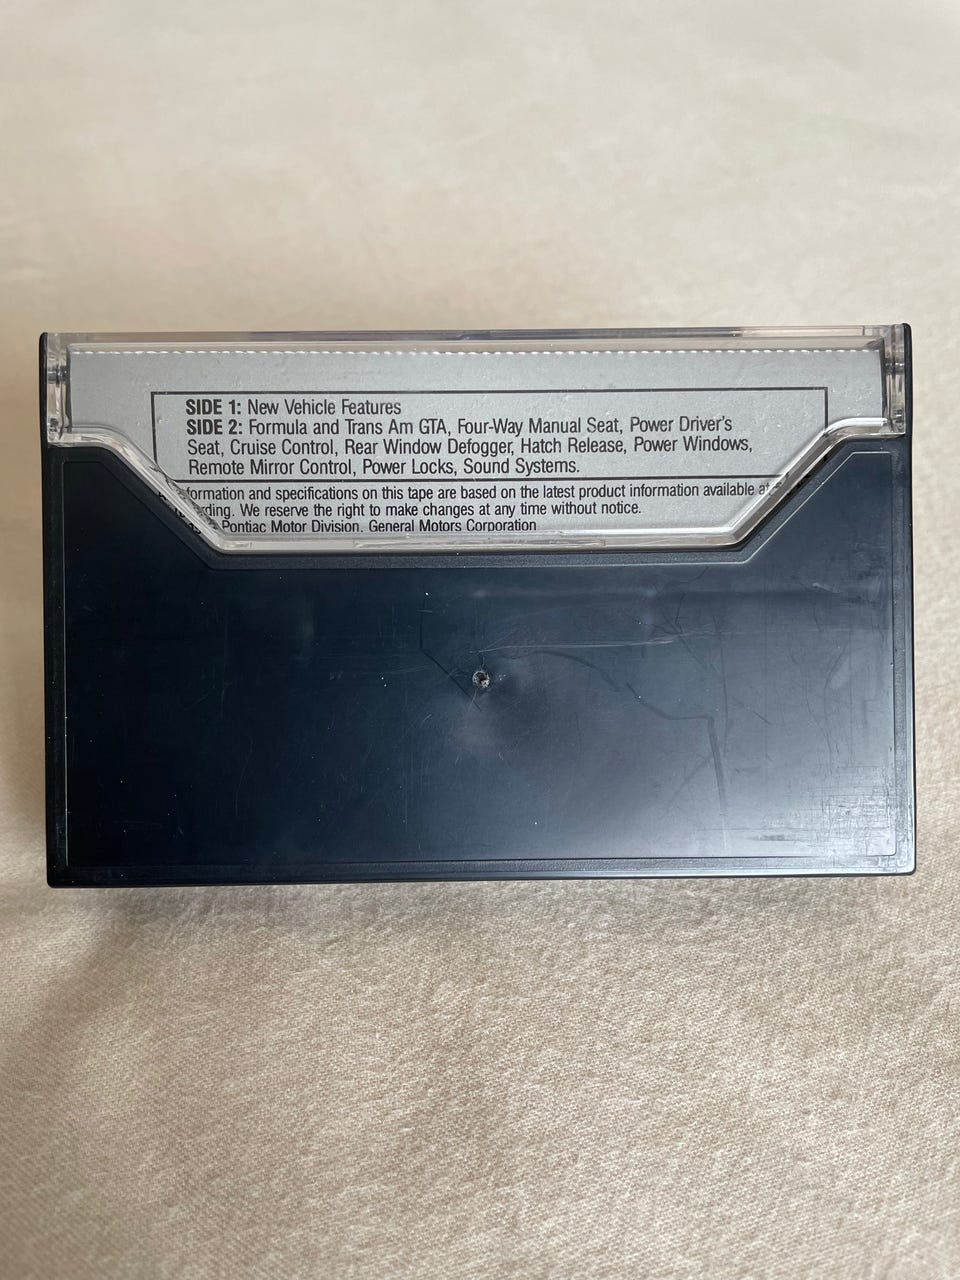 SIDE 1: New Vehicle Features
SIDE 2: Formula and Trans Am GTA, Four-Way Manual Seat, Power Driver's
Seat, Cruise Control, Rear Window Defogger, Hatch Release, Power Windows,
Remote Mirror Control, Power Locks, Sound Systems.
formation and specifications on this tape are based on the latest product information available at
rding. We reserve the right to make changes at any time without notice.
Pontiac Motor Division, General Motors Corporation